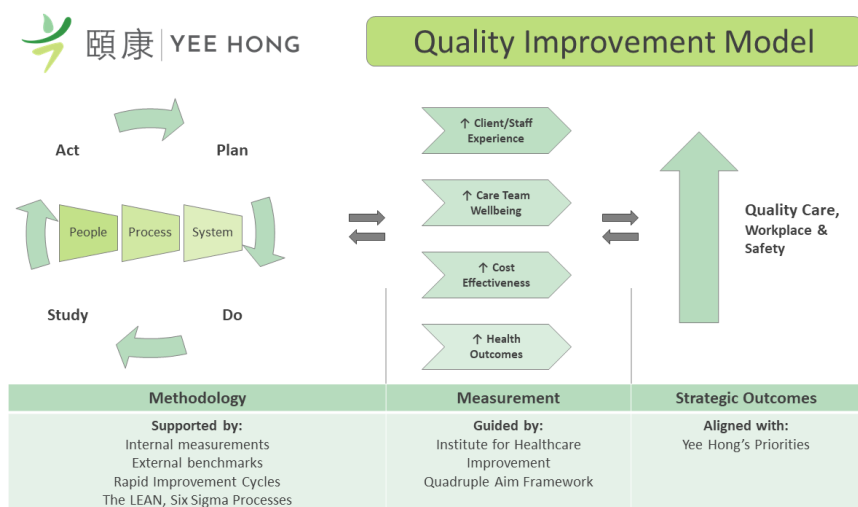 頤康 YEE HONG
Quality Improvement Model
Act
Plan
People
Process
System
Study
Do
↑ Client/Staff
Experience
↑ Care Team
Wellbeing
↑ Cost
Effectiveness
↑ Health
Outcomes
Quality Care,
Workplace &
Safety
Methodology
Measurement
Strategic Outcomes
Supported by:
Internal measurements
External benchmarks
Rapid Improvement Cycles
The LEAN, Six Sigma Processes
Guided by:
Institute for Healthcare
Improvement
Quadruple Aim Framework
Aligned with:
Yee Hong's Priorities